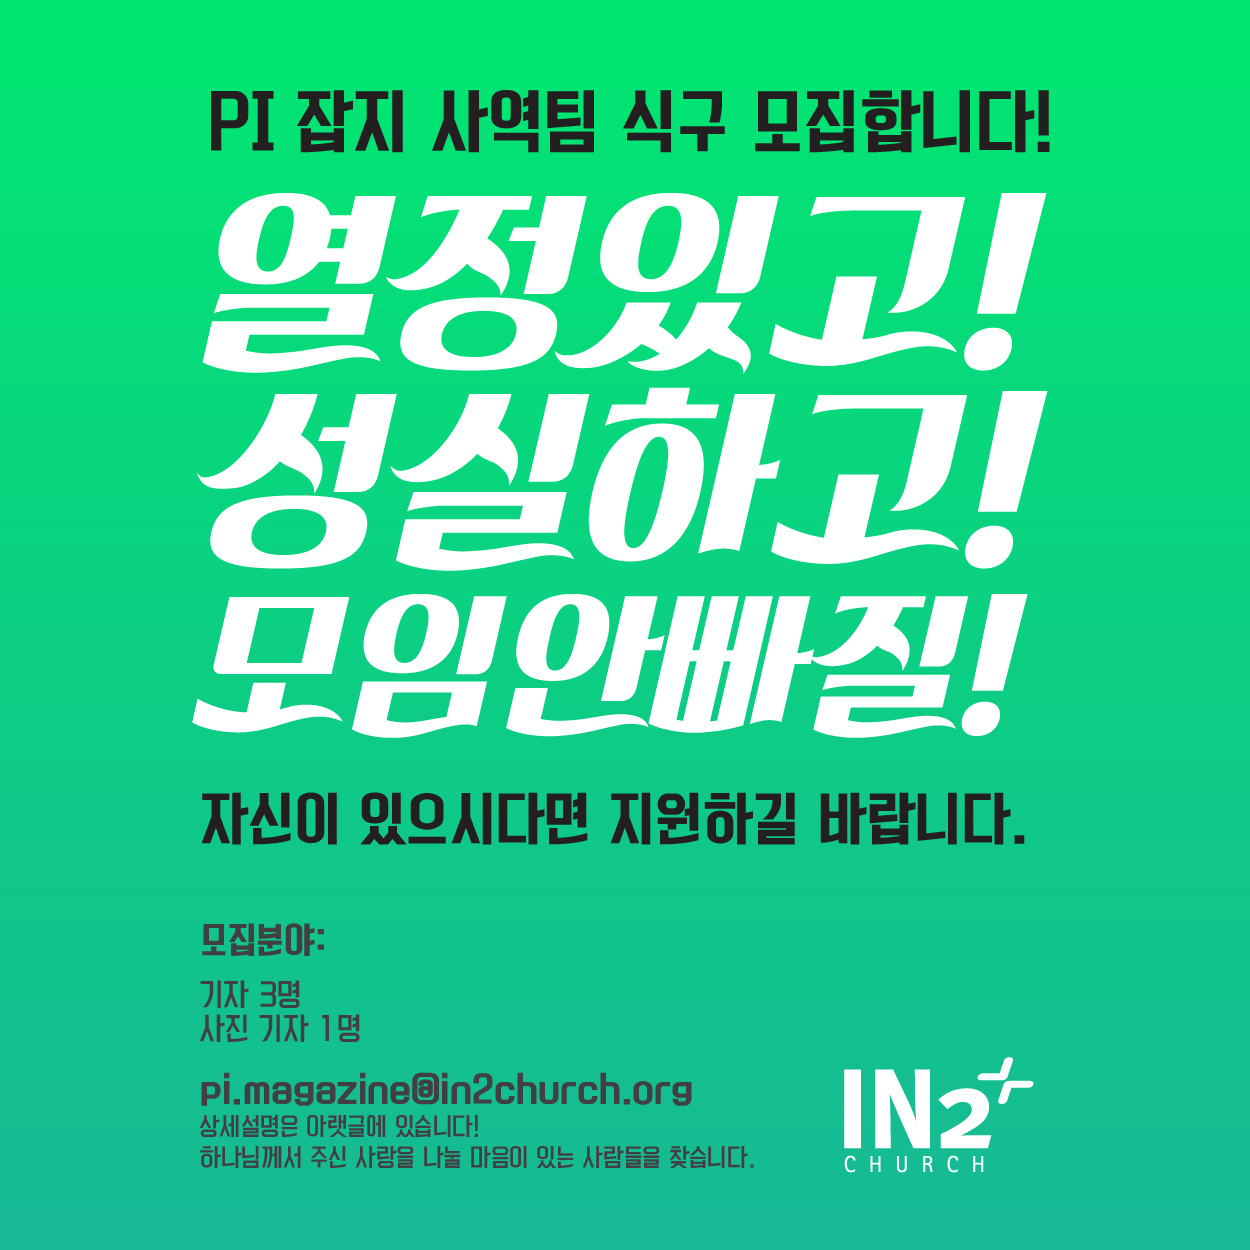 PI 잡지 사역팀 식구 모집합니다!
열정있고!
성실하고!
모임안빠질!
자신이 있으시다면 지원하길 바랍니다.
모집분야:
기자 3명
사진 기자 1명
pi.magazine@in2church.org
상세설명은 아랫글에 있습니다!
하나님께서 주신 사랑을 나눌 마음이 있는 사람들을 찾습니다.
IN2+
CHURCH